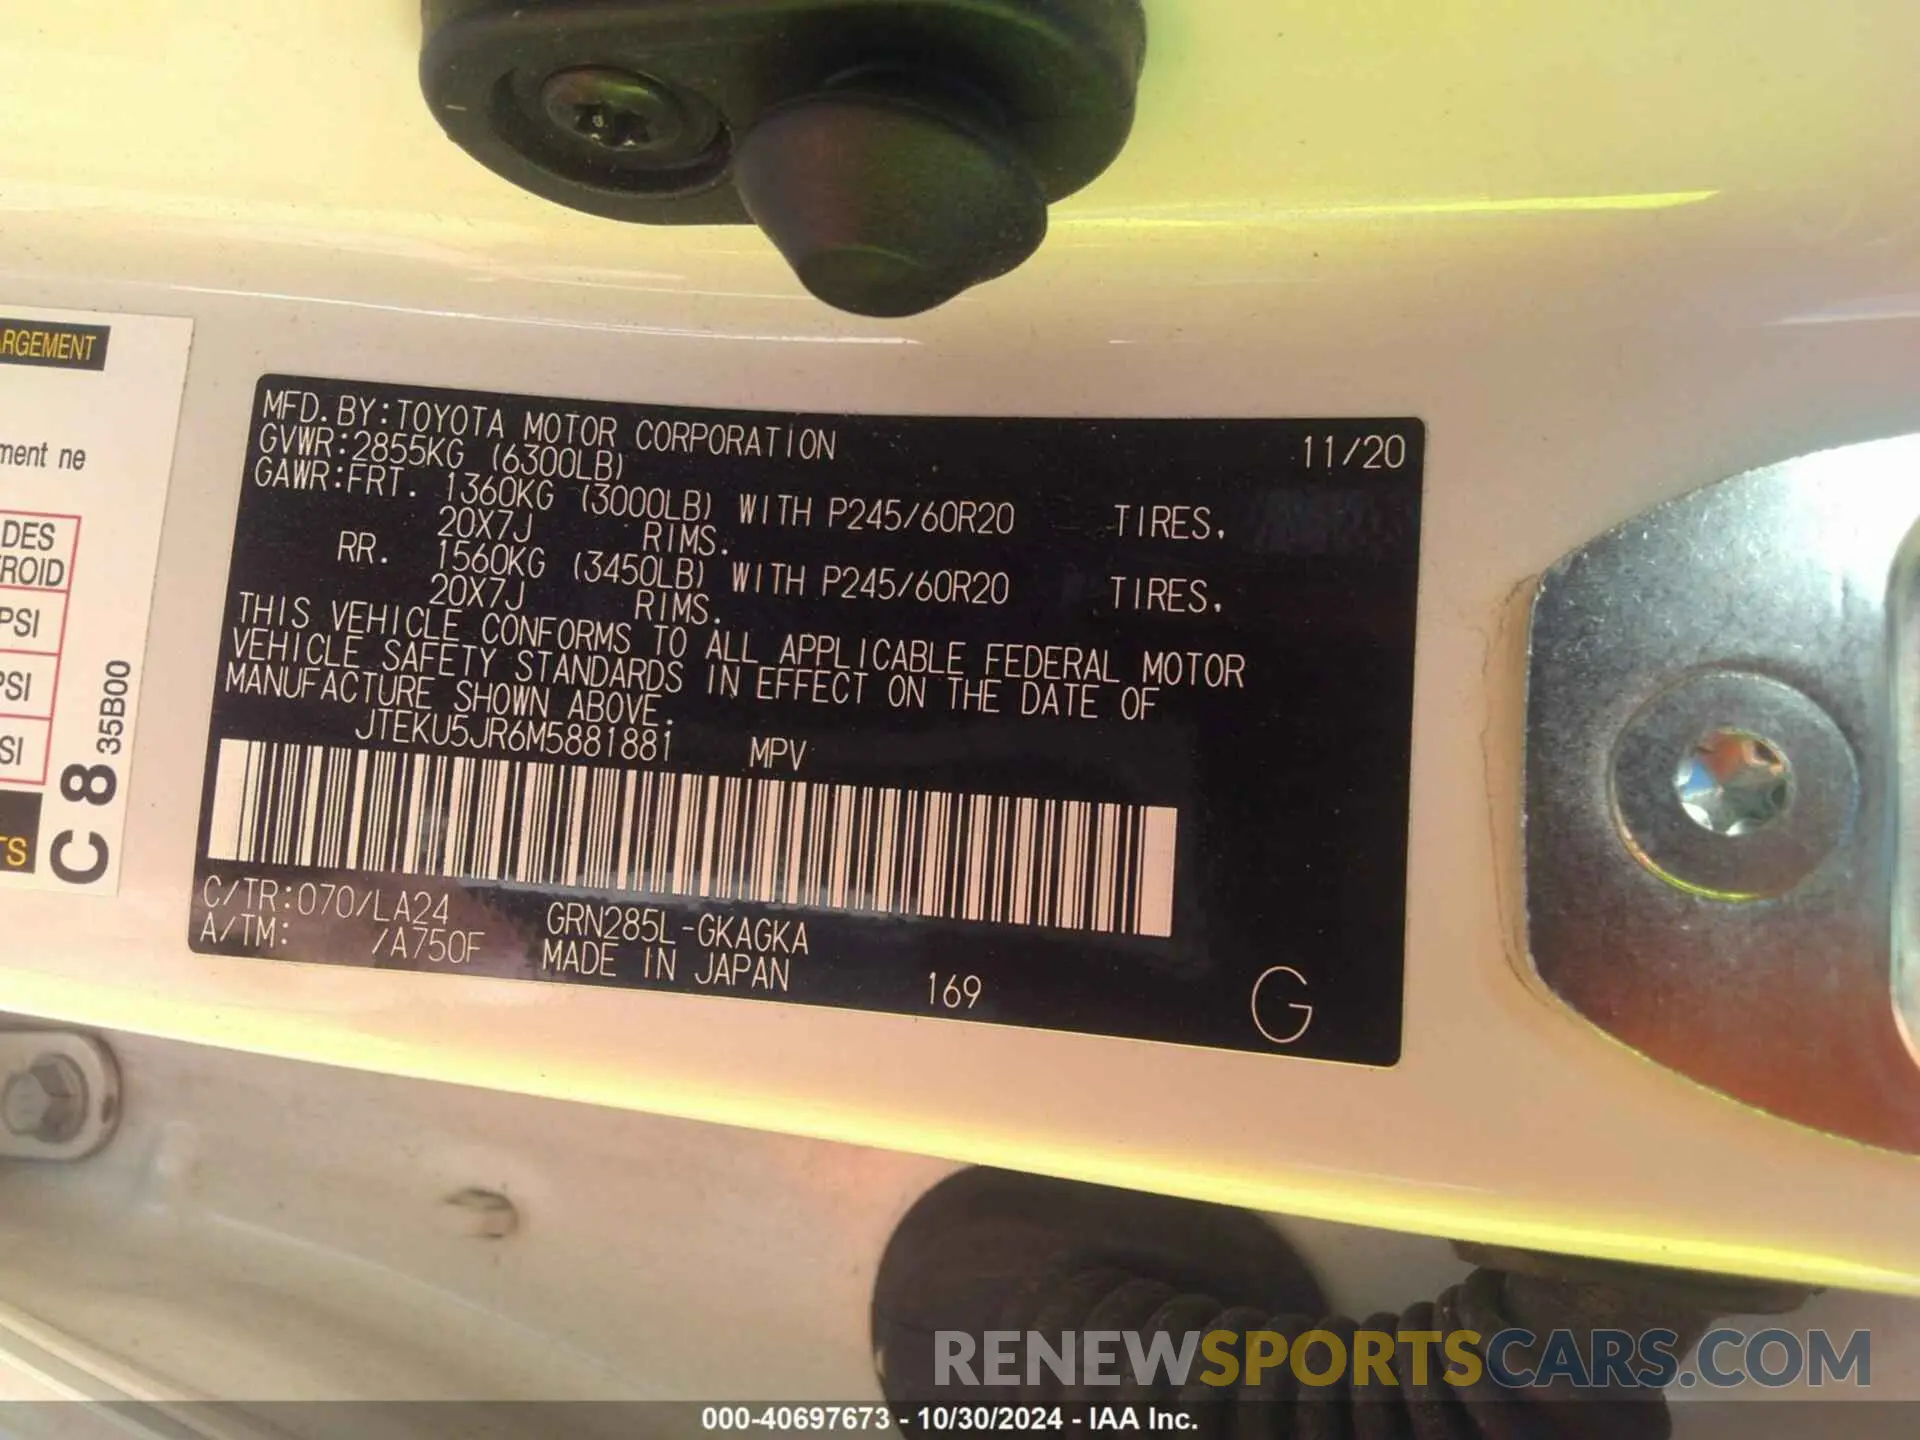 MFD. BY:TOYOTA MOTOR CORPORATION 11/20
GVWR:2855KG (6300LB)
GAWR:FRT. 1360KG (3000LB) WITH P245/60R20 TIRES,
20X7J RIMS.
RR. 1560KG (3450LB) WITH P245/60R20 TIRES,
20X7J RIMS.
THIS VEHICLE CONFORMS TO ALL APPLICABLE FEDERAL MOTOR
VEHICLE SAFETY STANDARDS IN EFFECT ON THE DATE OF
MANUFACTURE SHOWN ABOVE.
JTEKU5JR6M5881881 MPV
C/TR:070/LA24 GRN285L-GKAGKA
A/TM: /A750F MADE IN JAPAN 169 G
ARGEMENT
ment ne
DES
ROID
PSI
PSI
SI
TS
C 8 35B00
RENEWSPORTSCARS.COM
000-40697673 - 10/30/2024 - IAA Inc.